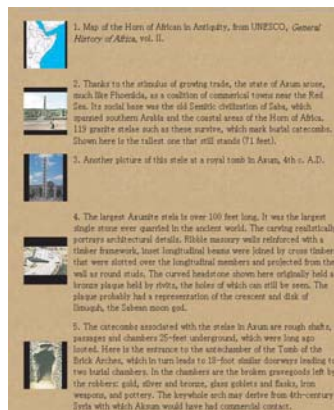 1. Map of the Horn of African in Antiquity, from UNESCO, General
History of Africa, vol. II.
2. Thanks to the stimulus of growing trade, the state of Axum arose,
much like Phoenicia, as a coalition of commerical towns near the Red
Sea. Its social base was the old Semitic civilization of Saba, which
spanned southern Arabia and the coastal areas of the Horn of Africa.
119 granite stelae such as these survive, which mark burial catacombs.
Shown here is the tallest one that still stands (71 feet).
3. Another picture of this stele at a royal tomb in Axum, 4th c. A.D.
4. The largest Axumite stela is over 100 feet long. It was the largest
single stone ever quarried in the ancient world. The carving realistically
portrays architectural details. Ribble masonry walls reinforced with a
timber framework, inset longitudinal beams were joined by cross timbers
that were slotted over the longitudinal members and projected from the
wall as round studs. The curved headstone shown here originally held a
bronze plaque held by rivits, the holes of which can still be seen. The
plaque probably had a representation of the crescent and disk of
Ilmuqah, the Sabean moon god.
5. The catacombs associated with the stelae in Axum are rough shafts,
passages and chambers 25-feet underground, which were long ago
looted. Here is the entrance to the antechamber of the Tomb of the
Brick Arches, which in turn leads to 18-foot similar doorways leading to
two burial chambers. In the chambers are the broken gravegoods left by
the robbers: gold, silver and bronze, glass goblets and flasks, iron
weapons, and pottery. The keyhole arch may derive from 4th-century
Syria with which Aksum would have had commercial contact.